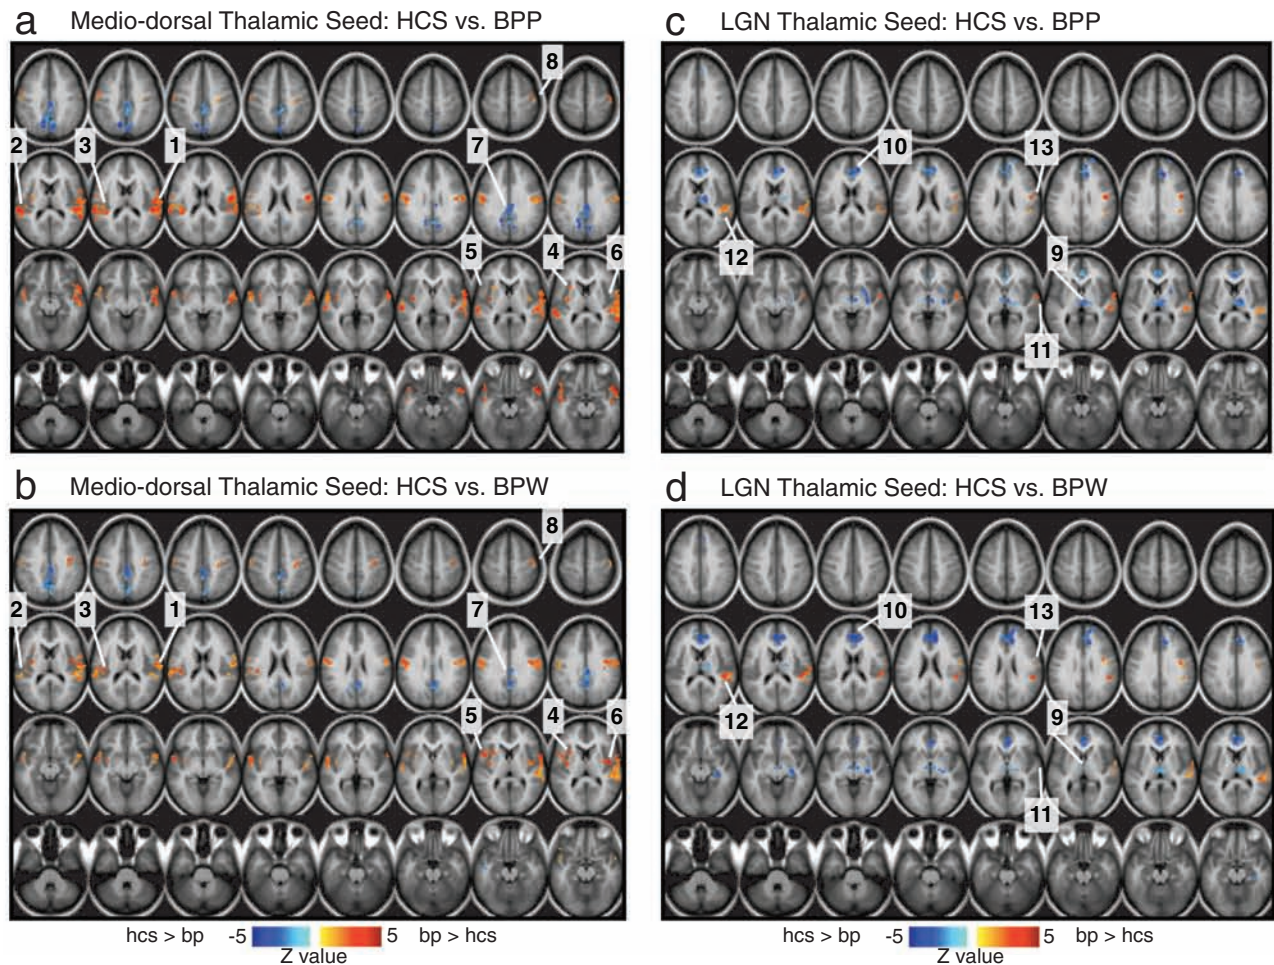 a Medio-dorsal Thalamic Seed: HCS vs. BPP
8
2 3 1 7
5 4 6
c LGN Thalamic Seed: HCS vs. BPP
10 13
12 9
11
b Medio-dorsal Thalamic Seed: HCS vs. BPW
8
2 3 1 7
5 4 6
hcs > bp -5 5 bp > hcs
Z value
d LGN Thalamic Seed: HCS vs. BPW
10 13
12 9
11
hcs > bp -5 5 bp > hcs
Z value